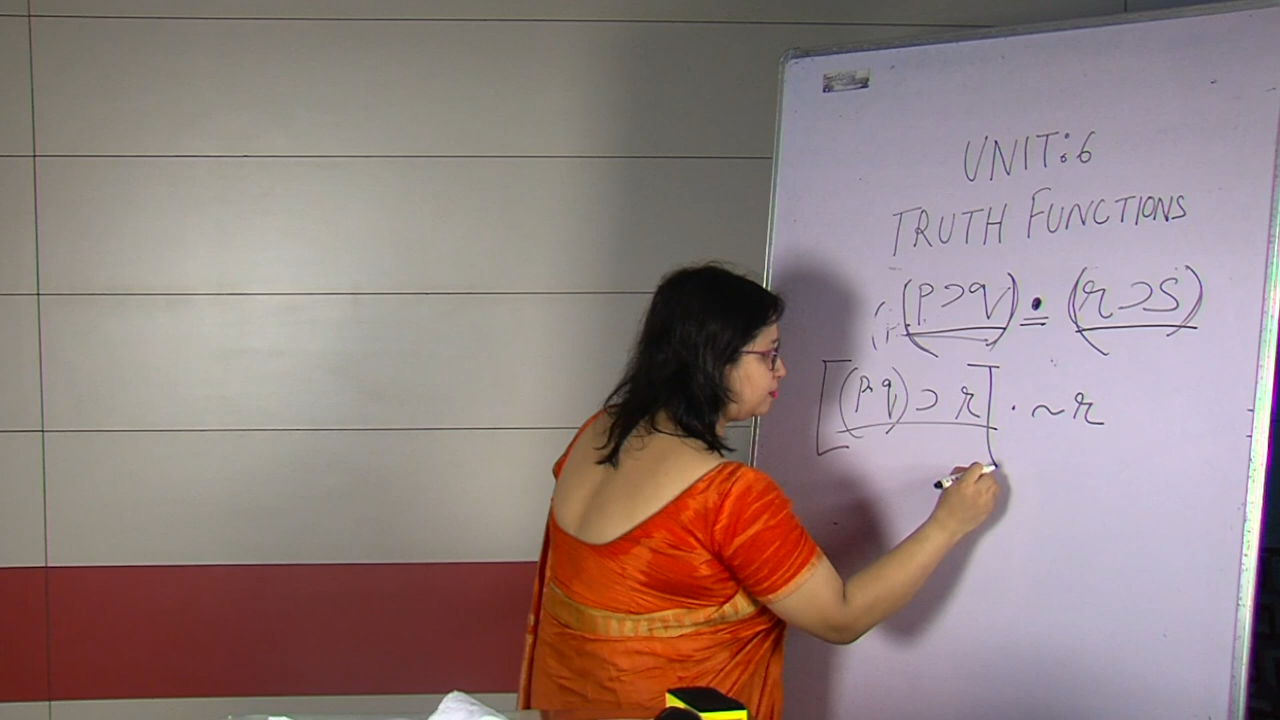 UNIT:6
TRUTH FUNCTIONS
(p⊃q) • (r⊃s)
[(p·q)⊃r] · ~r